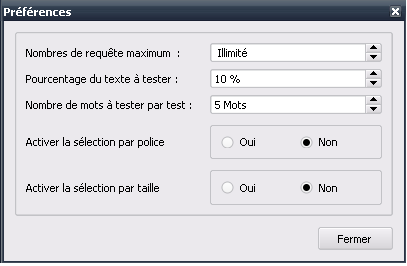 Préférences
Nombres de requête maximum : Illimité
Pourcentage du texte à tester : 10 %
Nombre de mots à tester par test : 5 Mots
Activer la sélection par police Oui Non
Activer la sélection par taille Oui Non
Fermer